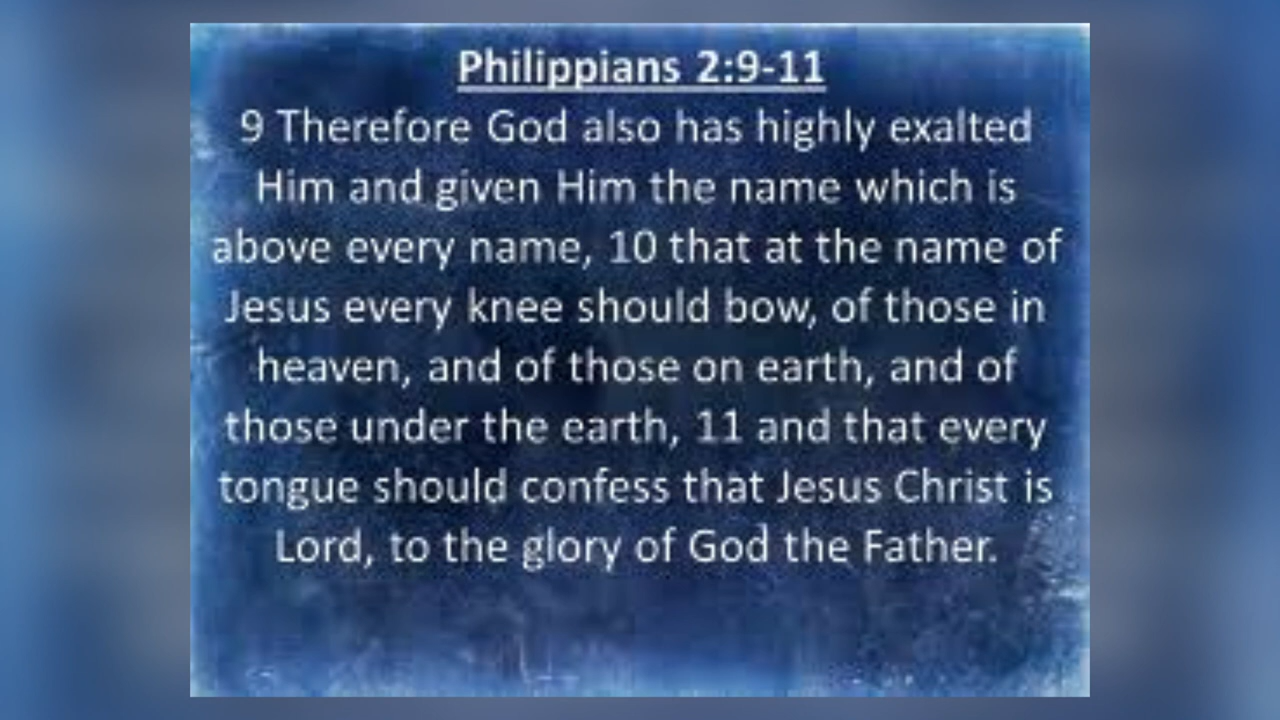 Philippians 2:9-11
9 Therefore God also has highly exalted
Him and given Him the name which is
above every name, 10 that at the name of
Jesus every knee should bow, of those in
heaven, and of those on earth, and of
those under the earth, 11 and that every
tongue should confess that Jesus Christ is
Lord, to the glory of God the Father.